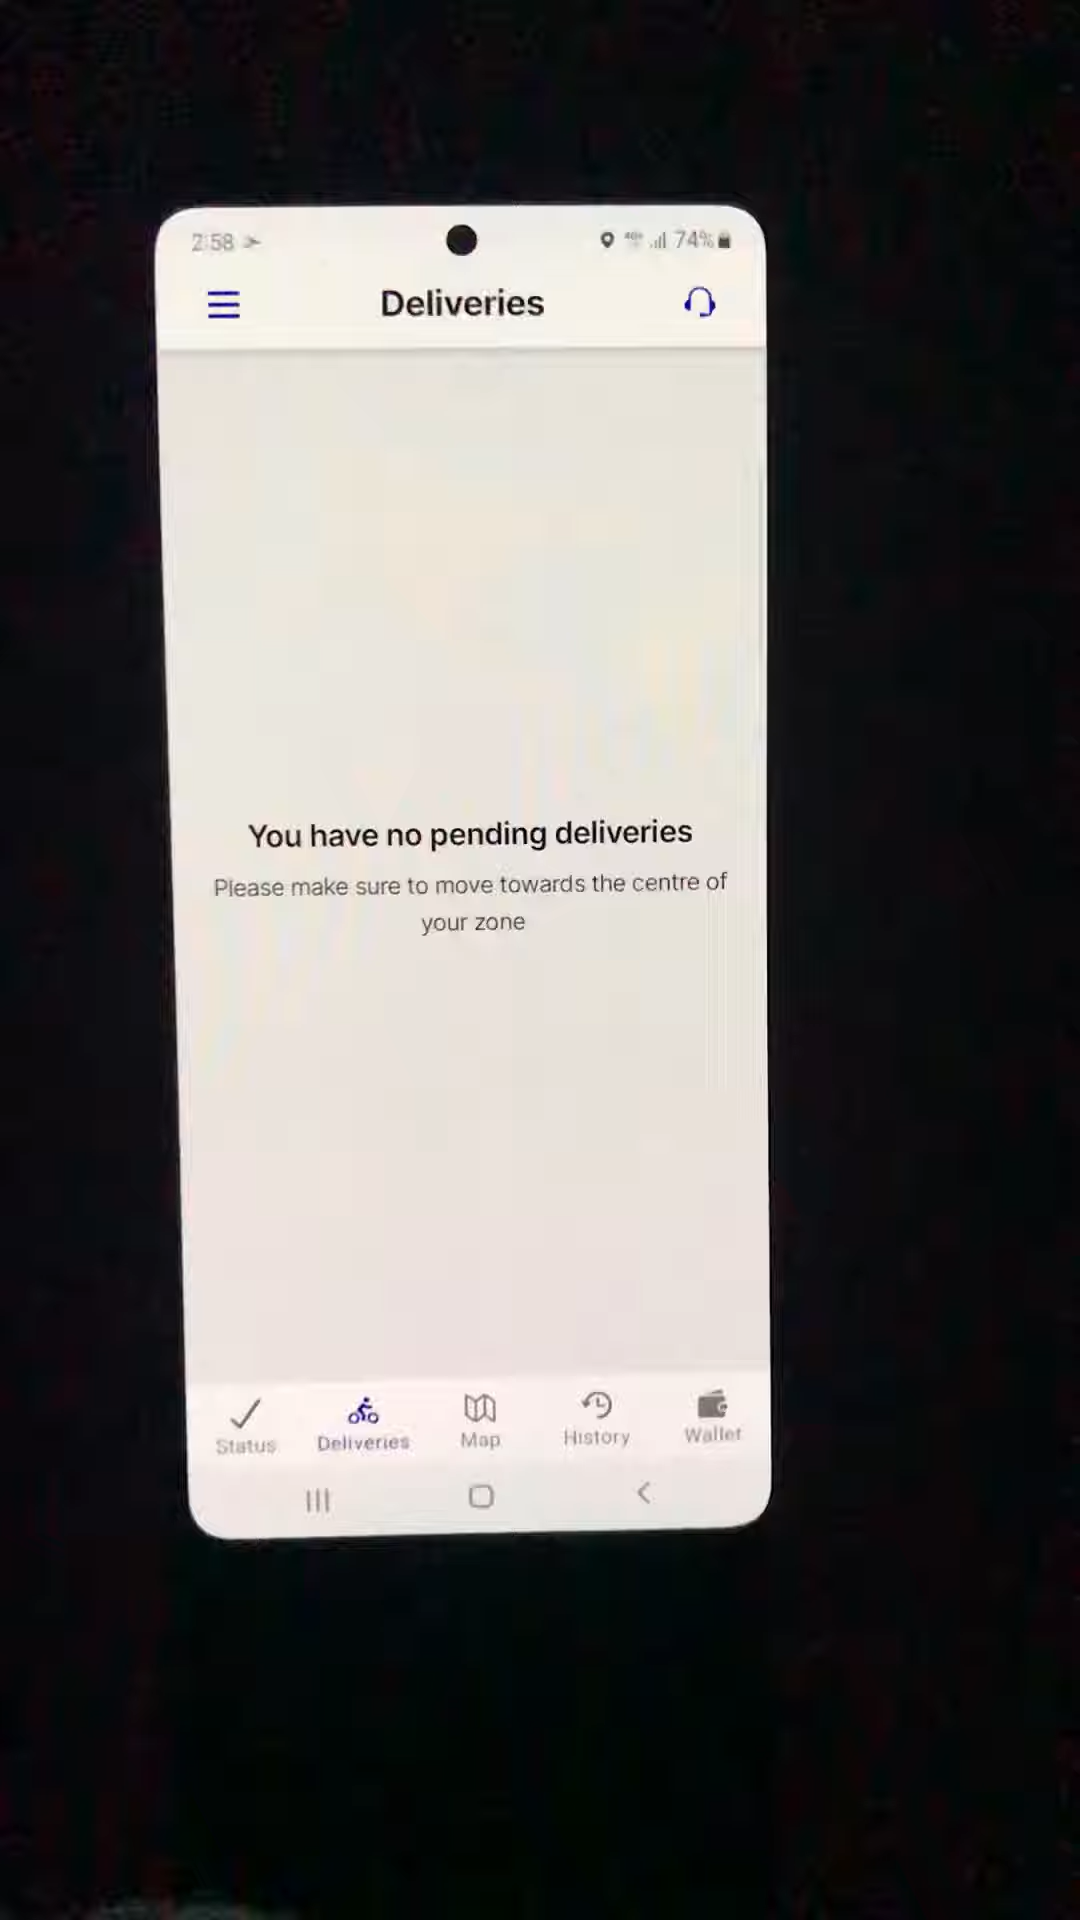 2:58
74%
Deliveries
You have no pending deliveries
Please make sure to move towards the centre of
your zone
Status
Deliveries
Map
History
Wallet